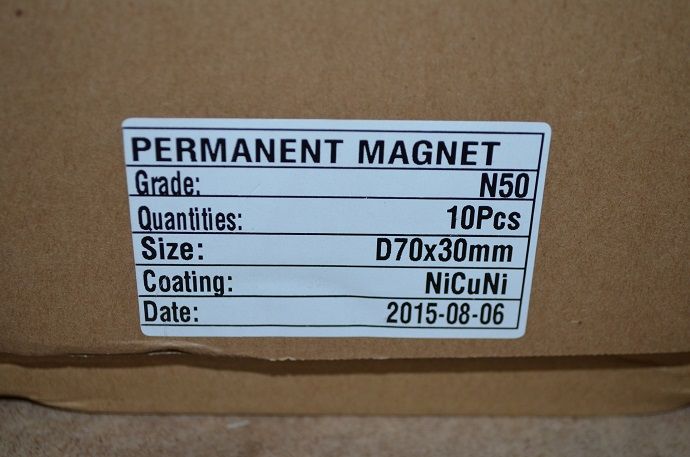 PERMANENT MAGNET
Grade: N50
Quantities: 10Pcs
Size: D70x30mm
Coating: NiCuNi
Date: 2015-08-06